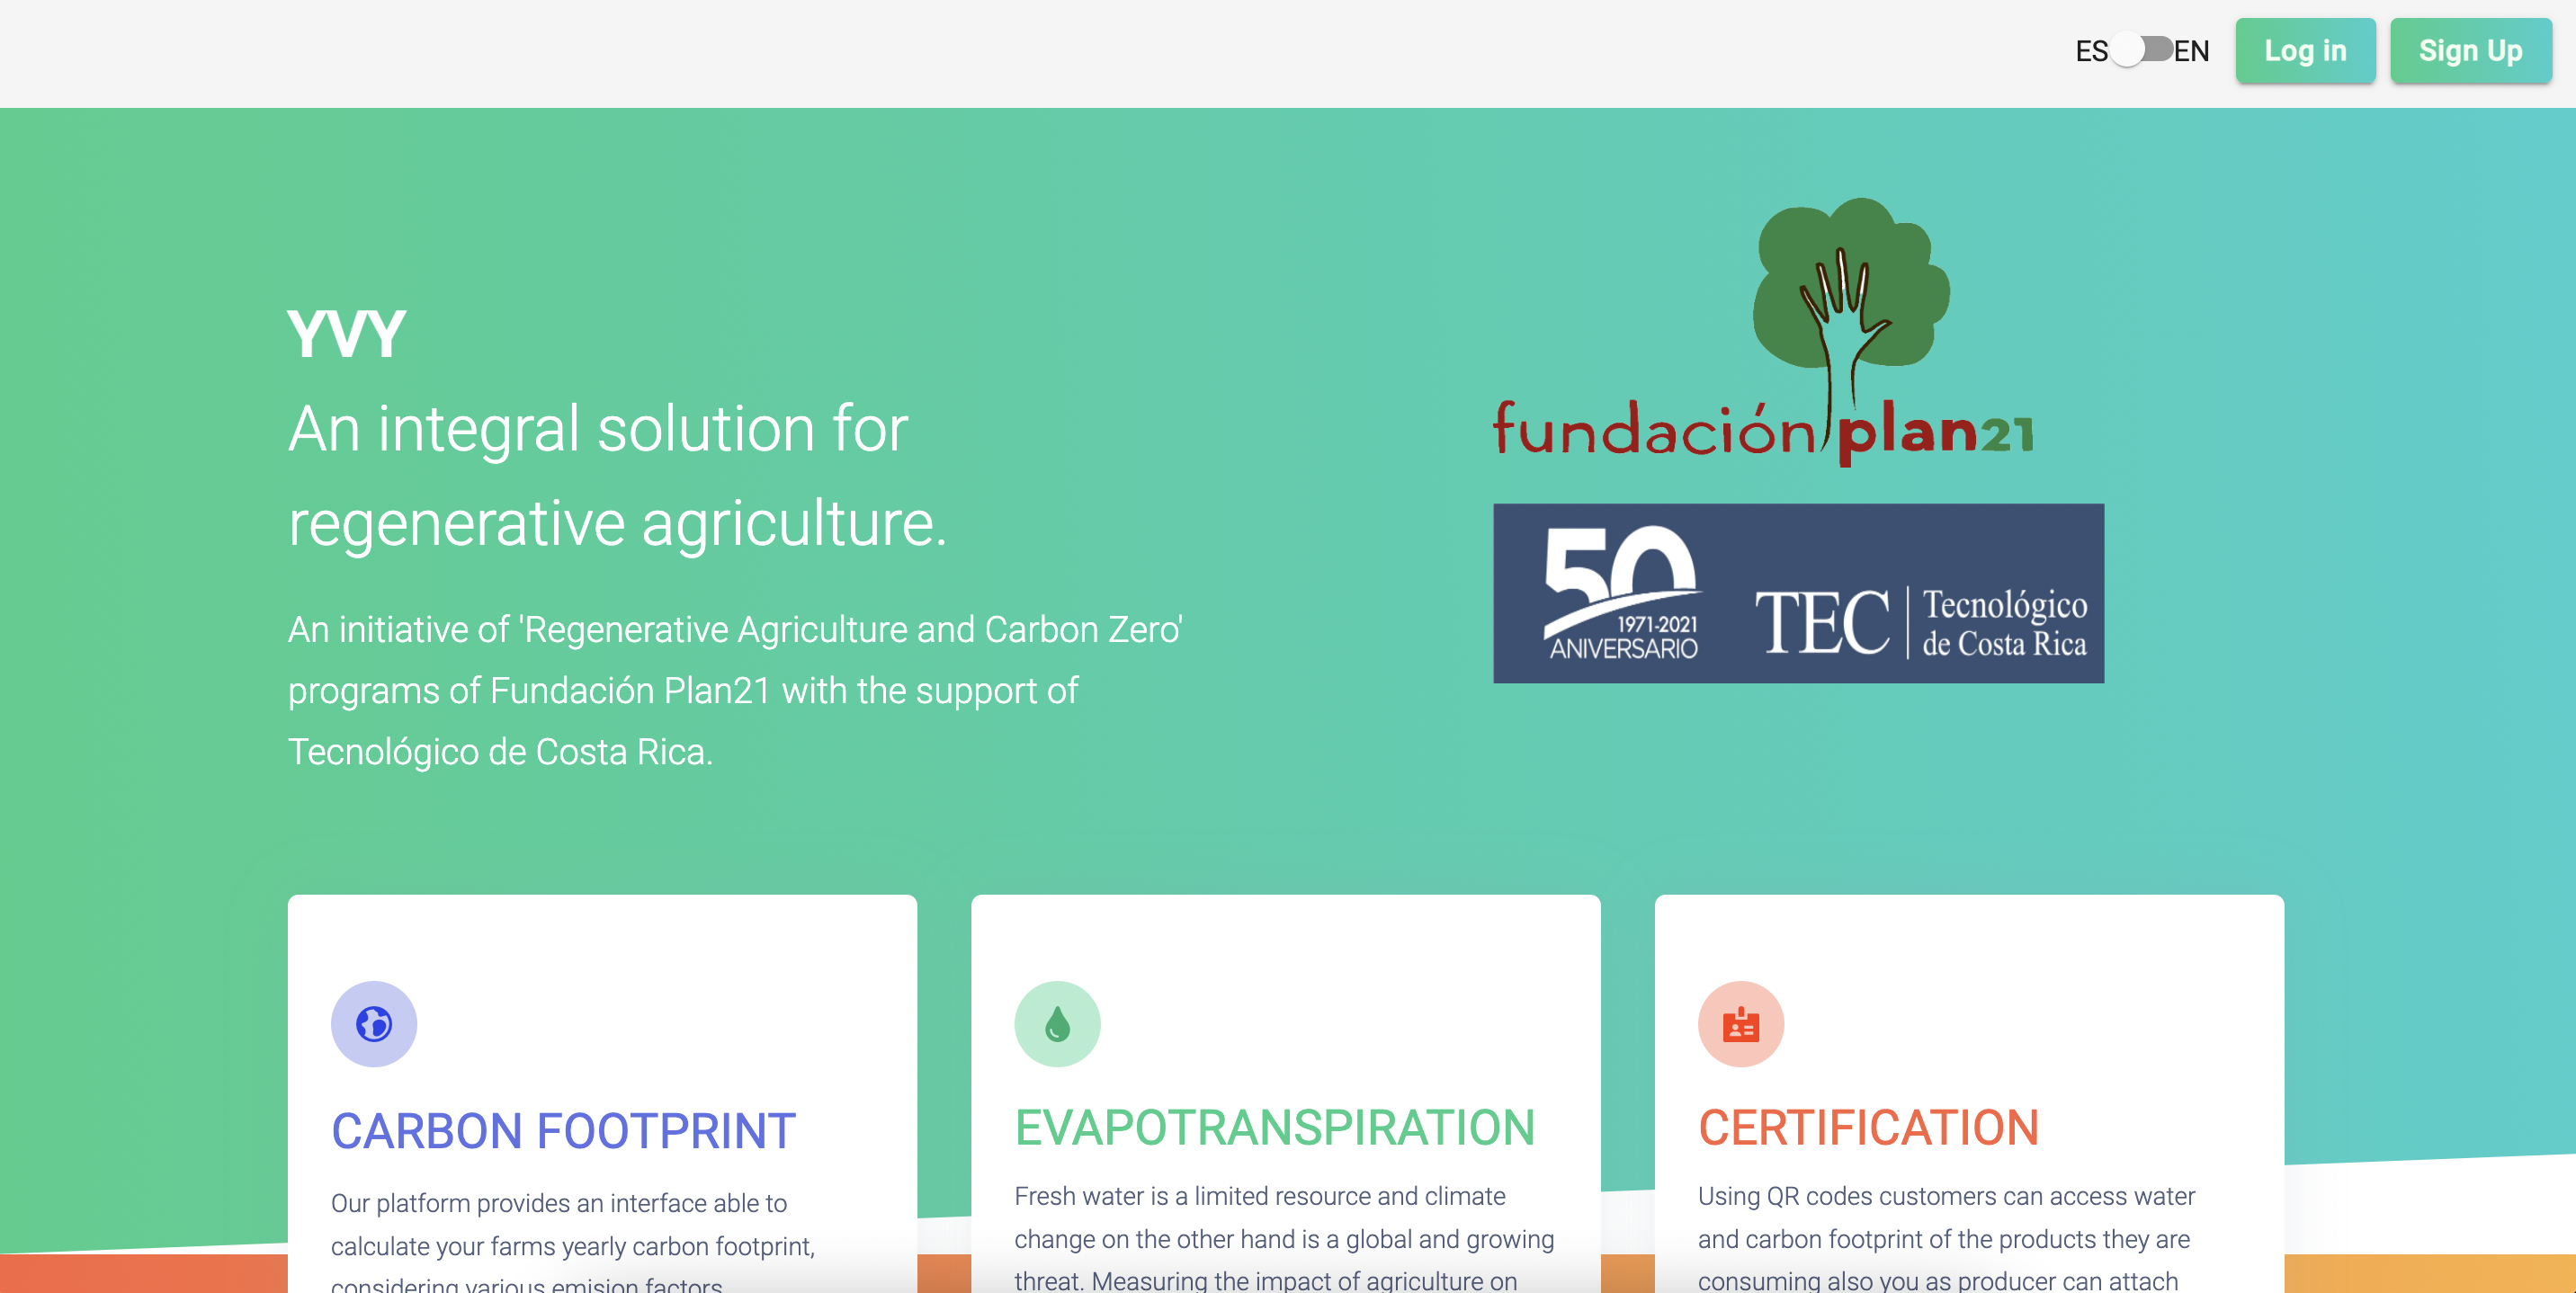 ES EN Log in Sign Up
YVY
An integral solution for
regenerative agriculture.
An initiative of 'Regenerative Agriculture and Carbon Zero'
programs of Fundación Plan21 with the support of
Tecnológico de Costa Rica.
fundación plan21
50
1971-2021
ANIVERSARIO
TEC
Tecnológico
de Costa Rica
CARBON FOOTPRINT
Our platform provides an interface able to
calculate your farms yearly carbon footprint,
considering various emision factors
EVAPOTRANSPIRATION
Fresh water is a limited resource and climate
change on the other hand is a global and growing
threat. Measuring the impact of agriculture on
CERTIFICATION
Using QR codes customers can access water
and carbon footprint of the products they are
consuming also you as producer can attach